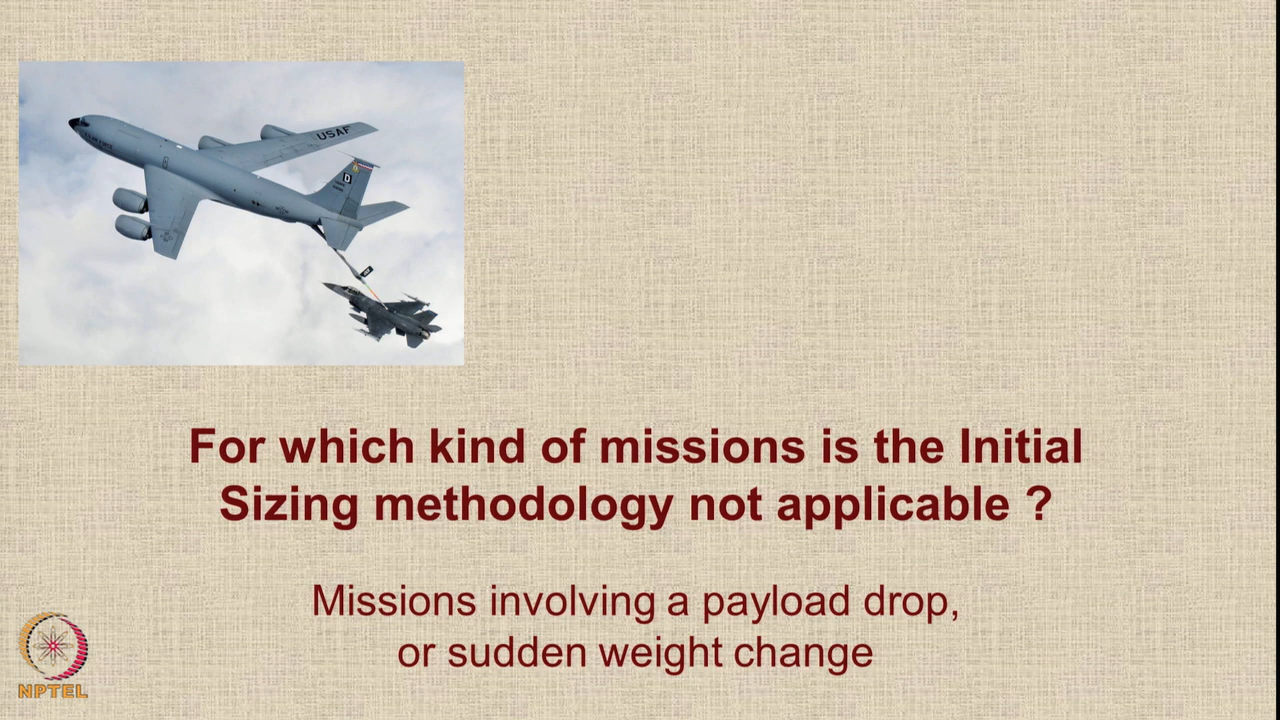 USAF
D
For which kind of missions is the Initial
Sizing methodology not applicable ?
Missions involving a payload drop,
or sudden weight change
NPTEL